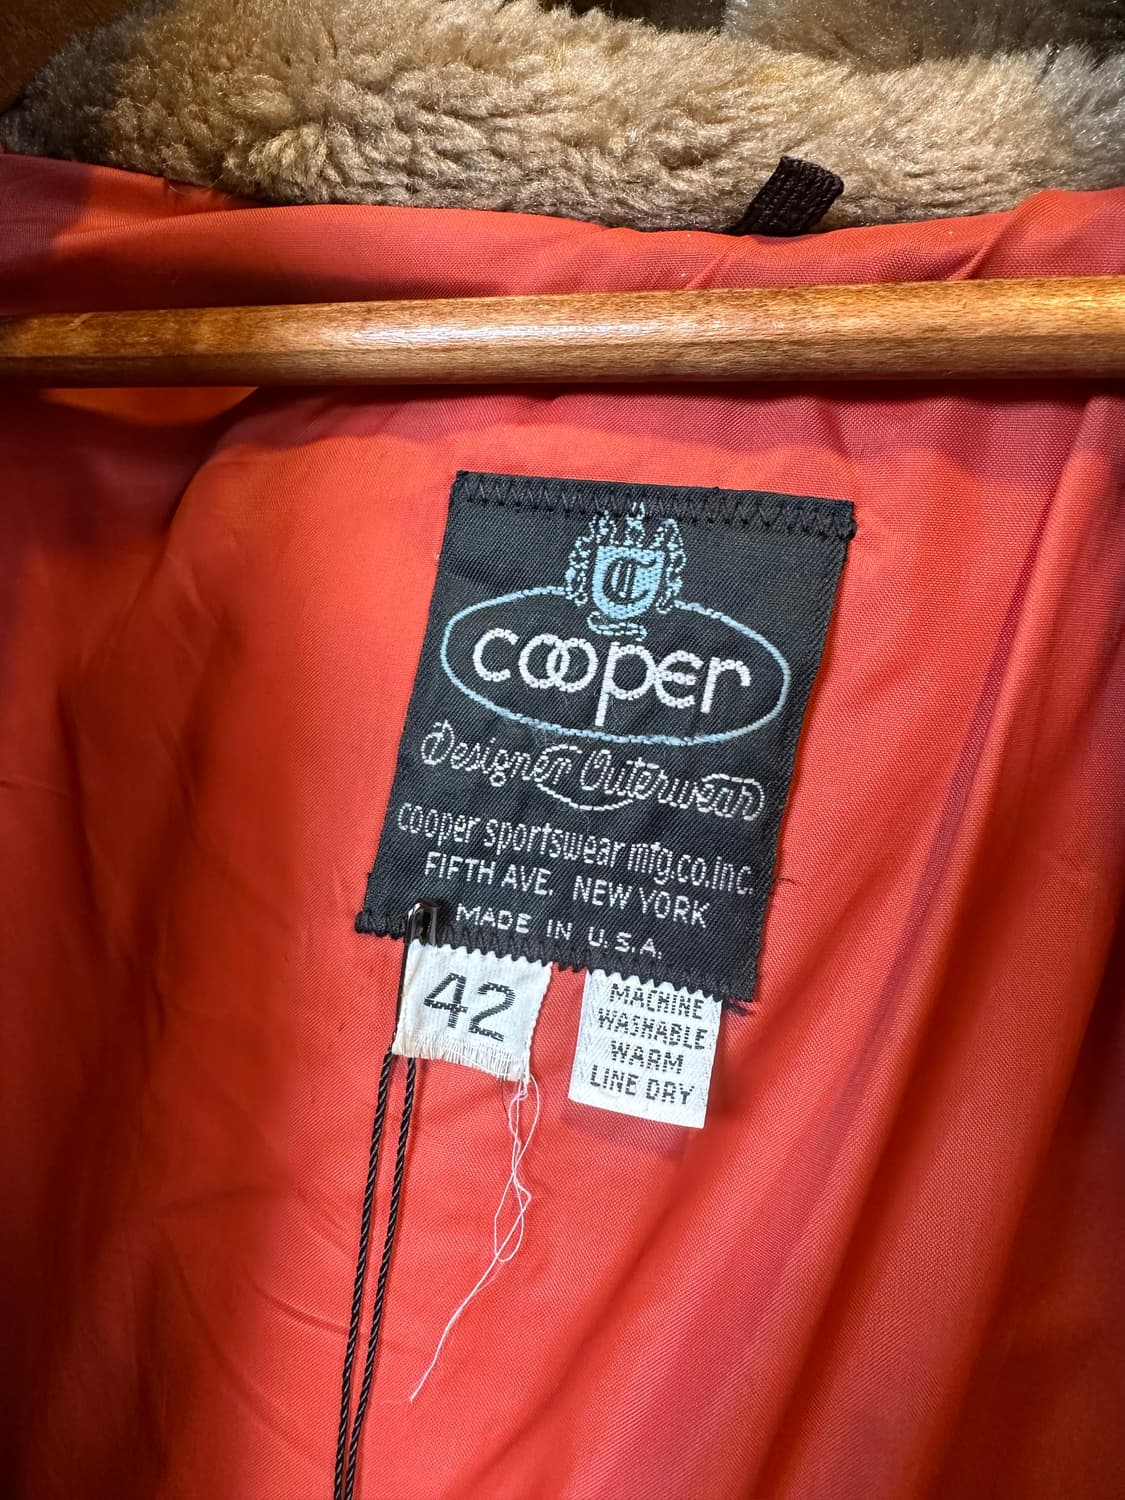 C
cooper
Designer Outerwear
cooper sportswear mfg.co.inc.
FIFTH AVE. NEW YORK
MADE IN U.S.A.
42
MACHINE
WASHABLE
WARM
LINE DRY